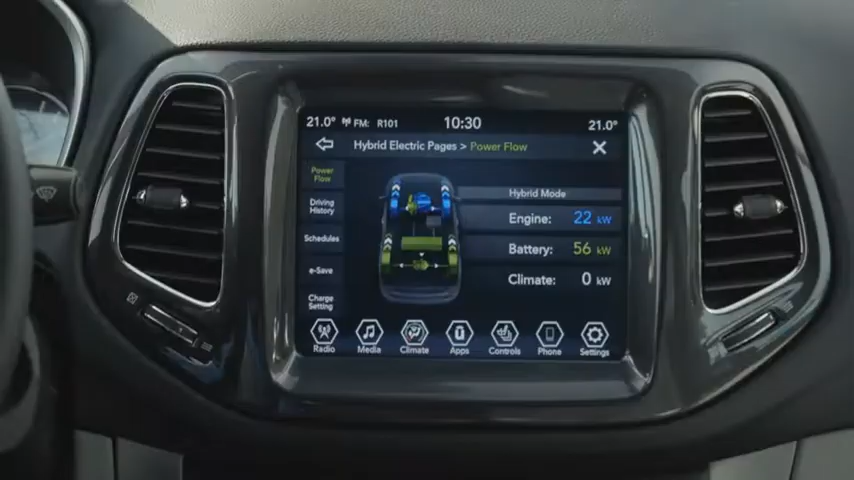 21.0° FM: R101 10:30 21.0°
Hybrid Electric Pages > Power Flow
Power
Flow
Driving
History
Schedules
e-Save
Charge
Setting
Hybrid Mode
Engine: 22 kW
Battery: 56 kW
Climate: 0 kW
Radio Media Climate Apps Controls Phone Settings